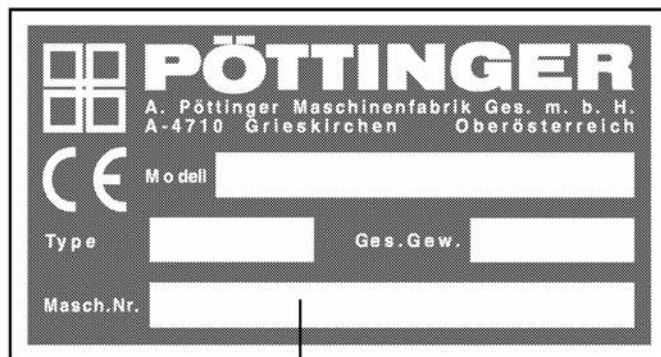 PÖTTINGER
A. Pöttinger Maschinenfabrik Ges. m. b. H.
A-4710 Grieskirchen Oberösterreich
CE Modell
Type Ges.Gew.
Masch.Nr.